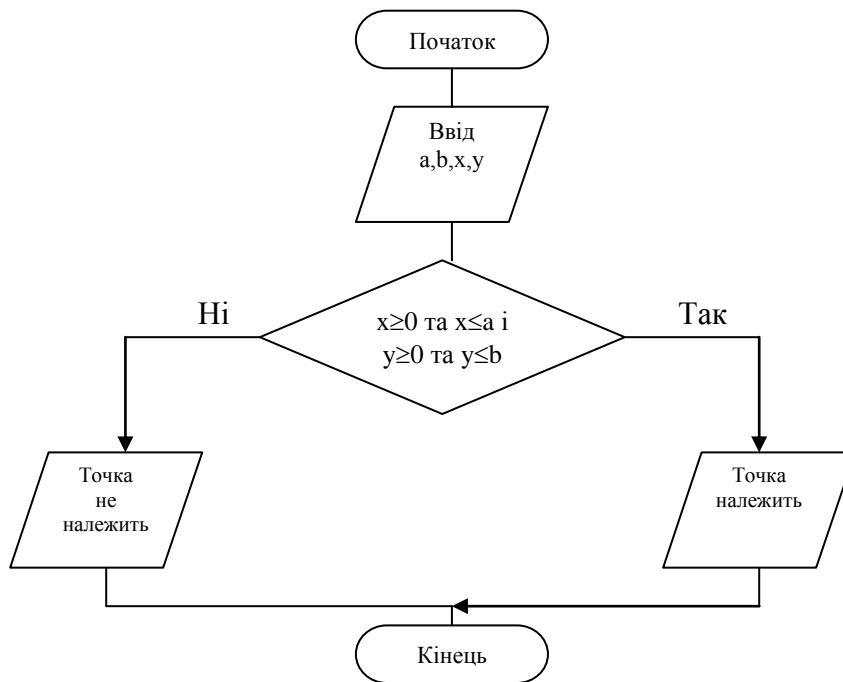 Початок
Ввід
a,b,x,y
Ні
x≥0 та x≤a і
y≥0 та y≤b
Так
Точка
не
належить
Точка
належить
Кінець